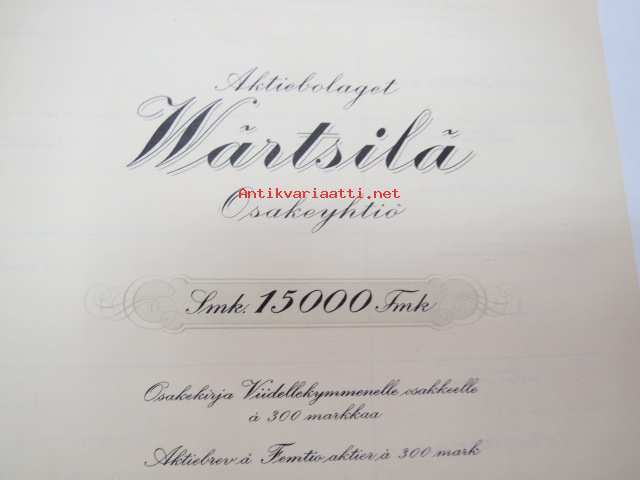 Aktiebolaget
Wärtsilä
Antikvariaatti.net
Osakeyhtiö
Smk. 15000 Fmk
Osakekirja Viidellekymmenelle osakkeelle
à 300 markkaa
Aktiebrev å Femtio aktier à 300 mark